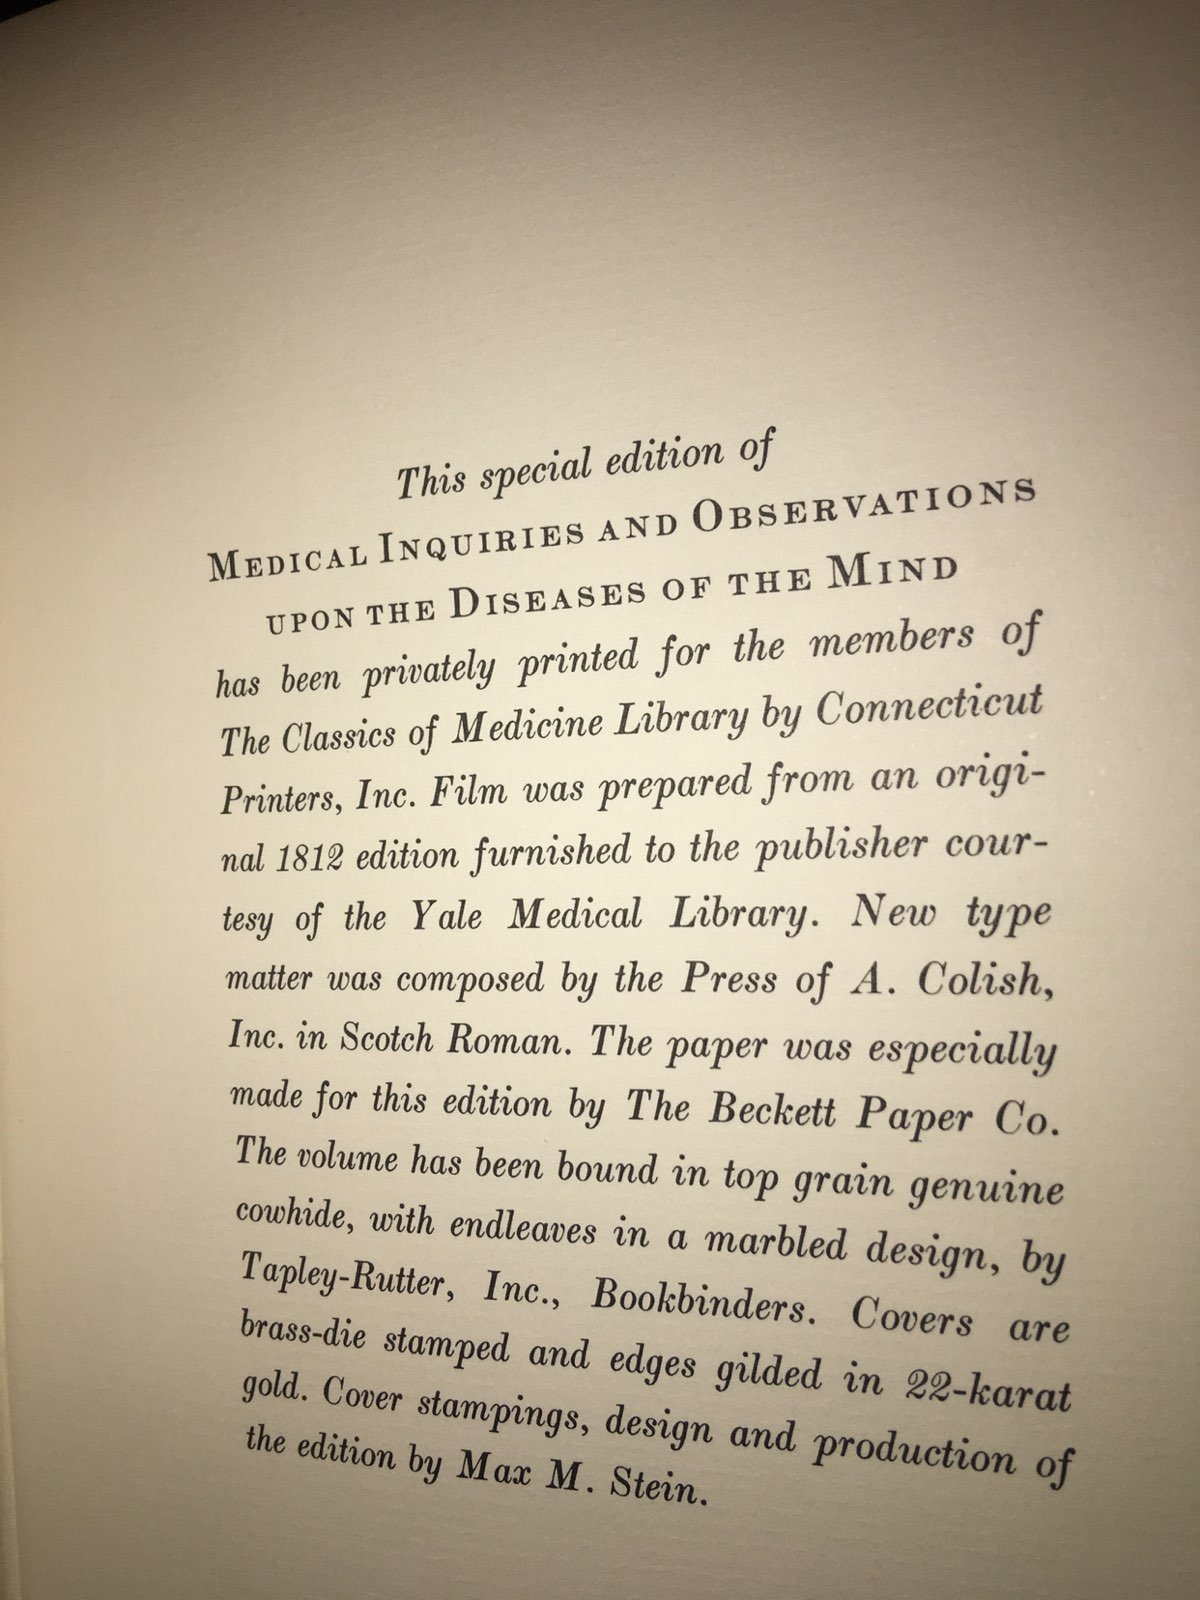 This special edition of
MEDICAL INQUIRIES AND OBSERVATIONS
UPON THE DISEASES OF THE MIND
has been privately printed for the members of
The Classics of Medicine Library by Connecticut
Printers, Inc. Film was prepared from an origi-
nal 1812 edition furnished to the publisher cour-
tesy of the Yale Medical Library. New type
matter was composed by the Press of A. Colish,
Inc. in Scotch Roman. The paper was especially
made for this edition by The Beckett Paper Co.
The volume has been bound in top grain genuine
cowhide, with endleaves in a marbled design, by
Tapley-Rutter, Inc., Bookbinders. Covers are
brass-die stamped and edges gilded in 22-karat
gold. Cover stampings, design and production of
the edition by Max M. Stein.